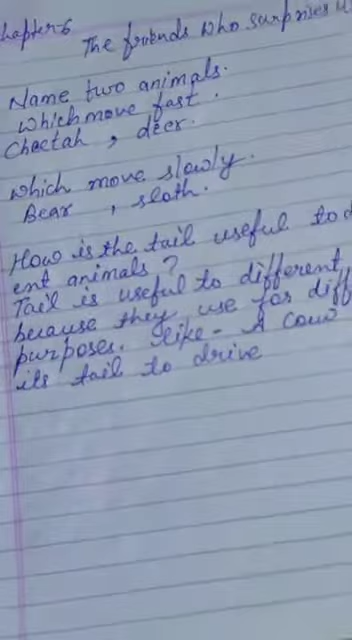 hapter-6
The friends who surprises u
Name two animals.
which move fast.
Cheetah, deer.
which move slowly.
Bear, sloth.
How is the tail useful to d
ent animals?
Tail is useful to different
because they use for diff
purposes. like - A cow
its tail to drive